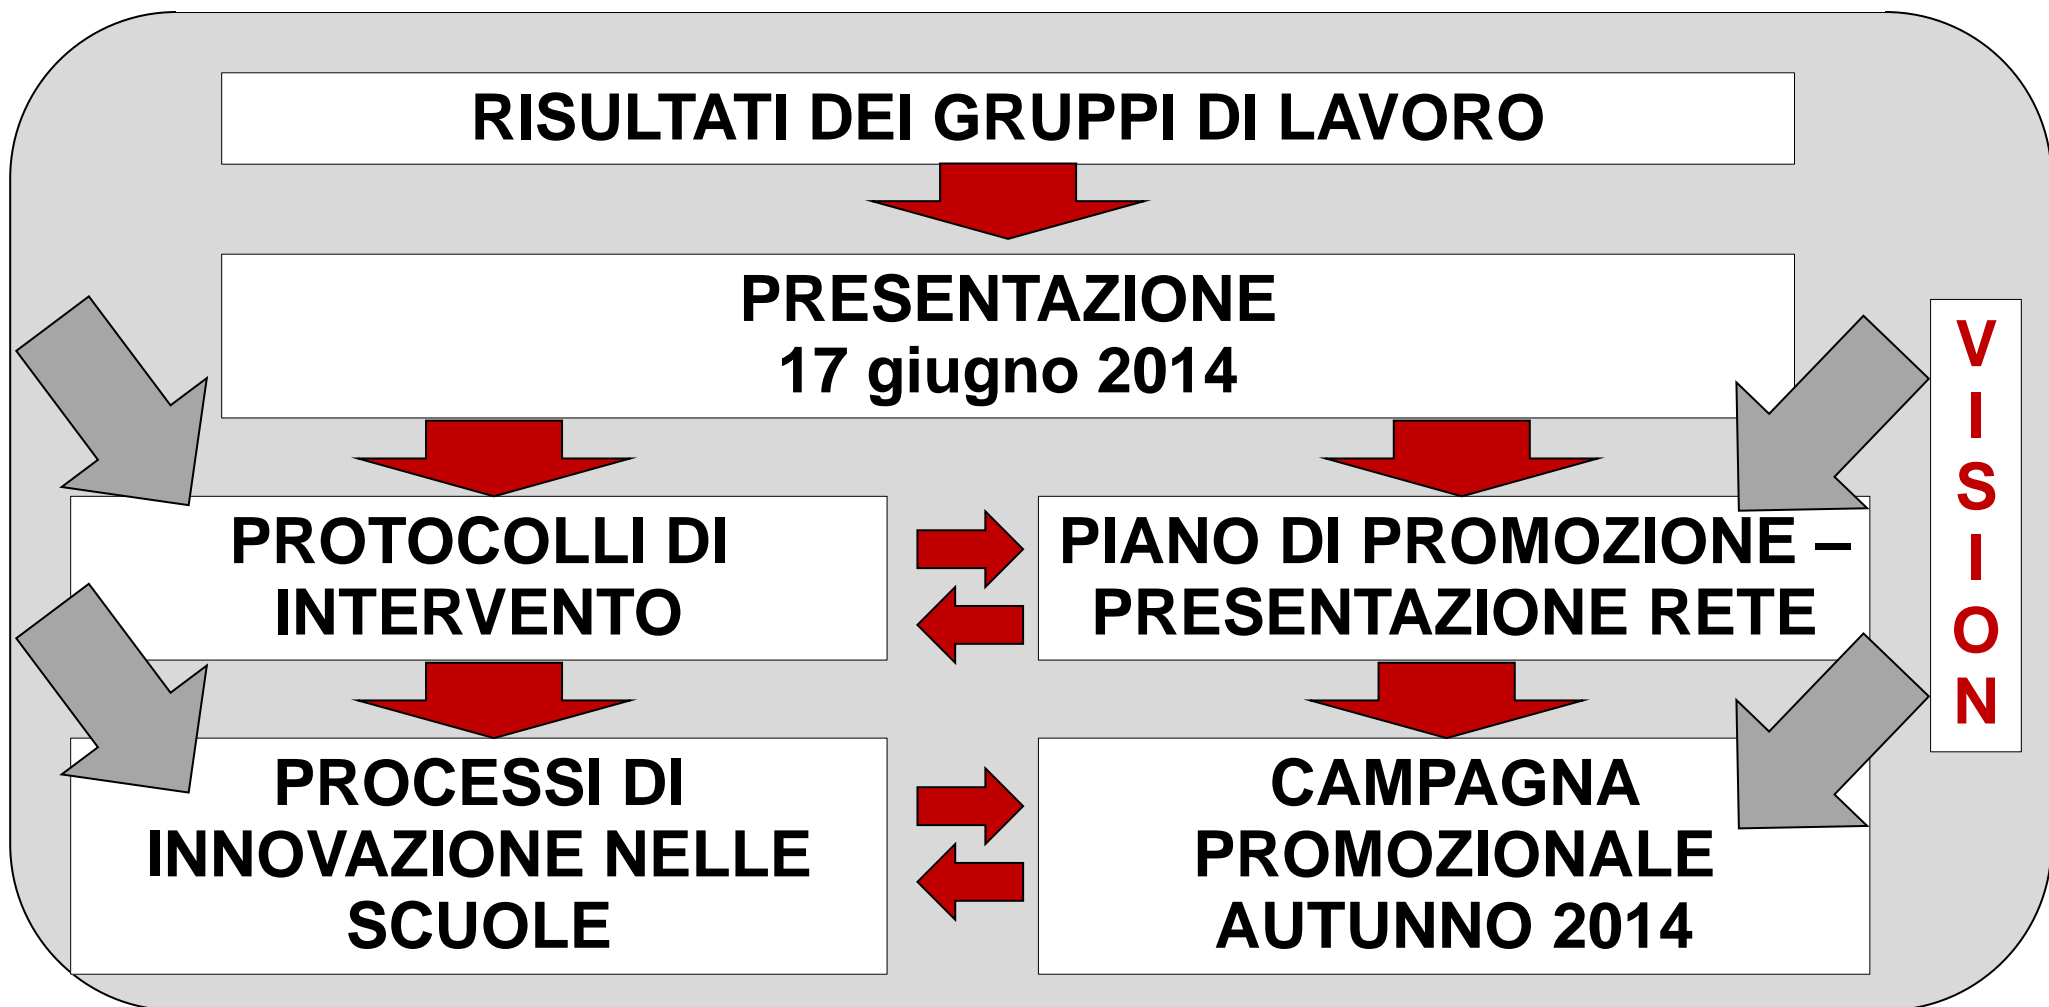 RISULTATI DEI GRUPPI DI LAVORO
PRESENTAZIONE
17 giugno 2014
PROTOCOLLI DI
INTERVENTO
PIANO DI PROMOZIONE –
PRESENTAZIONE RETE
PROCESSI DI
INNOVAZIONE NELLE
SCUOLE
CAMPAGNA
PROMOZIONALE
AUTUNNO 2014
V
I
S
I
O
N